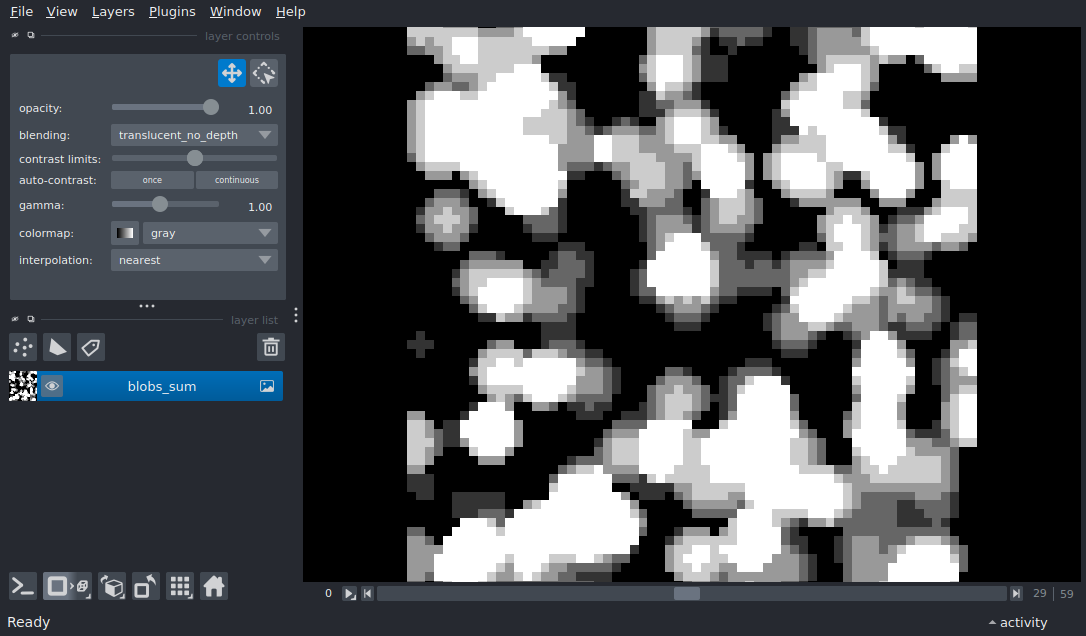 File View Layers Plugins Window Help
layer controls
opacity: 1.00
blending: translucent_no_depth
contrast limits:
auto-contrast: once continuous
gamma: 1.00
colormap: gray
interpolation: nearest
layer list
blobs_sum
0 29 59
Ready activity